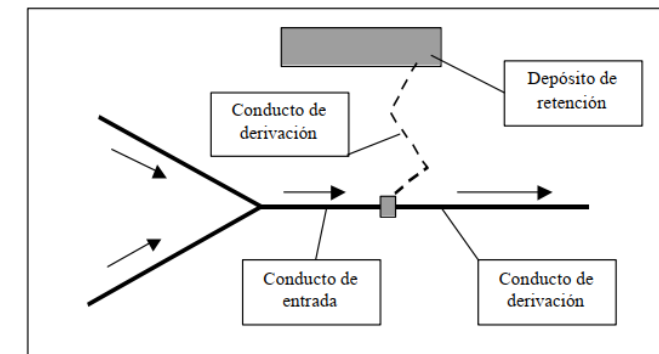 Depósito de
retención
Conducto de
derivación
Conducto de
entrada
Conducto de
derivación